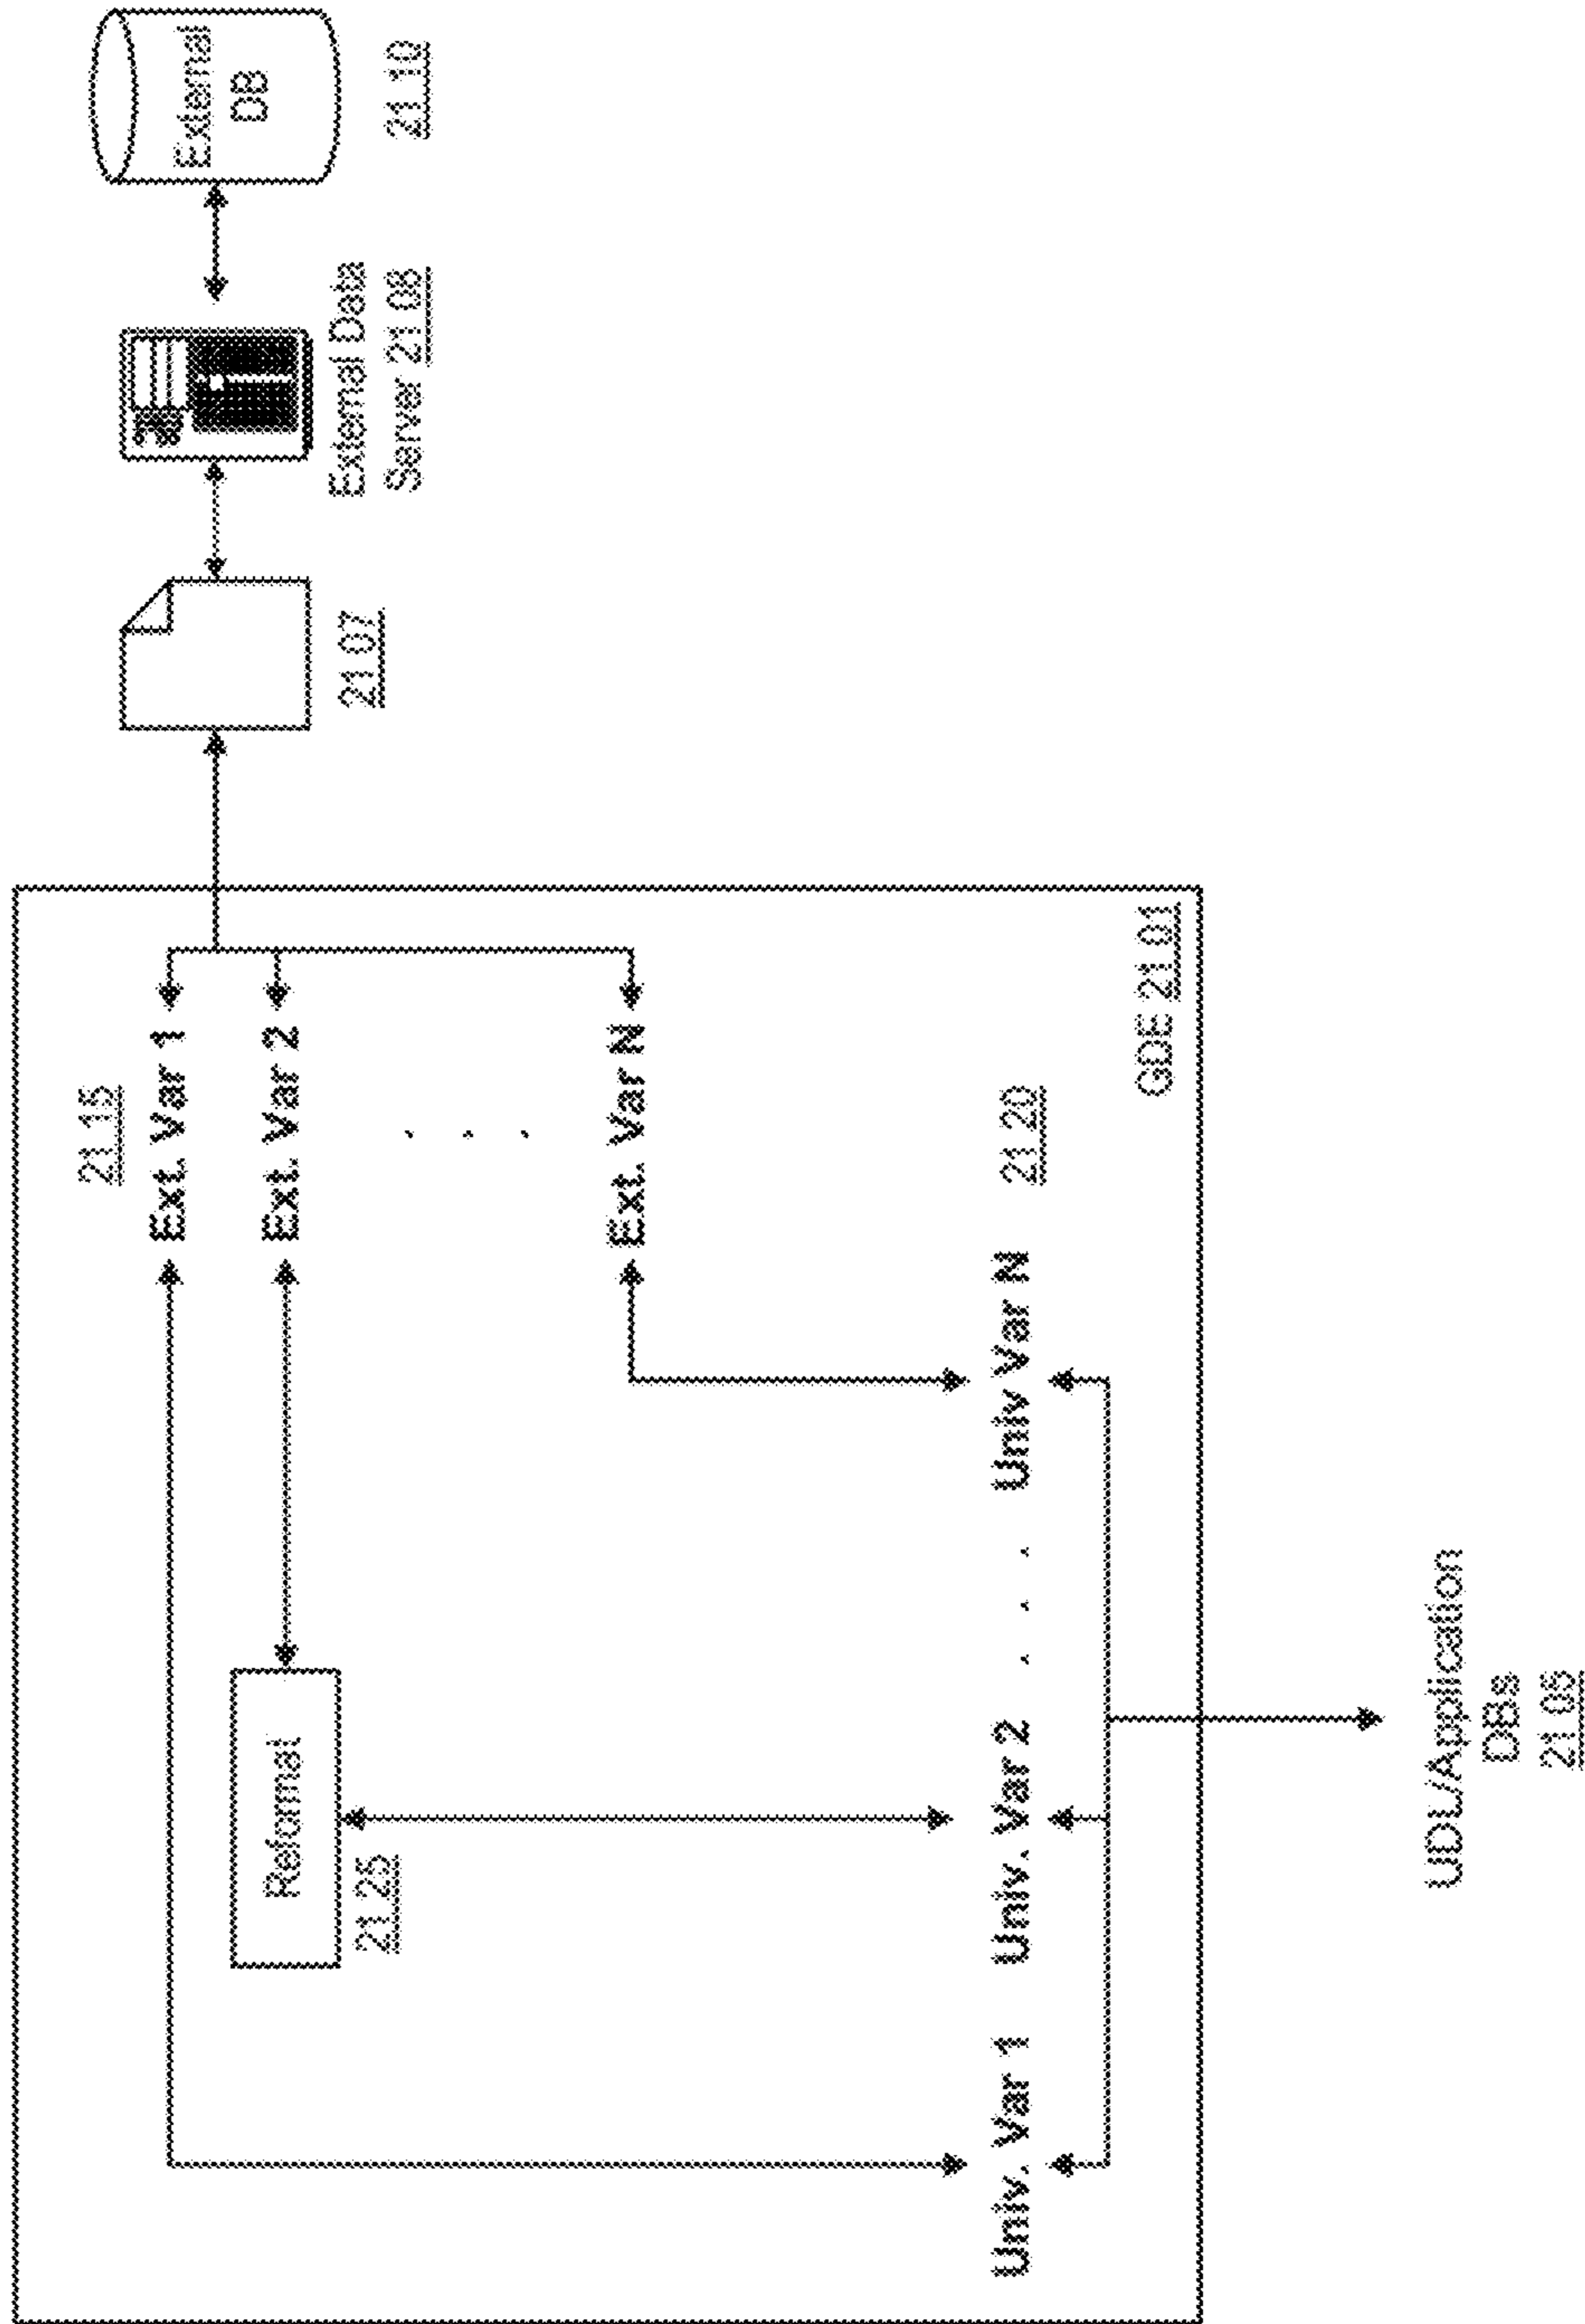 21 15
Ext. Var 1
Ext. Var 2
. . .
Ext. Var N
Reformat
21 25
Univ. Var 1 Univ. Var 2 . . . Univ Var N
21 20
GDE 21 01
UDL/Application
DBs
21 05
21 07
External Data
Server 21 08
External
DB
21 10